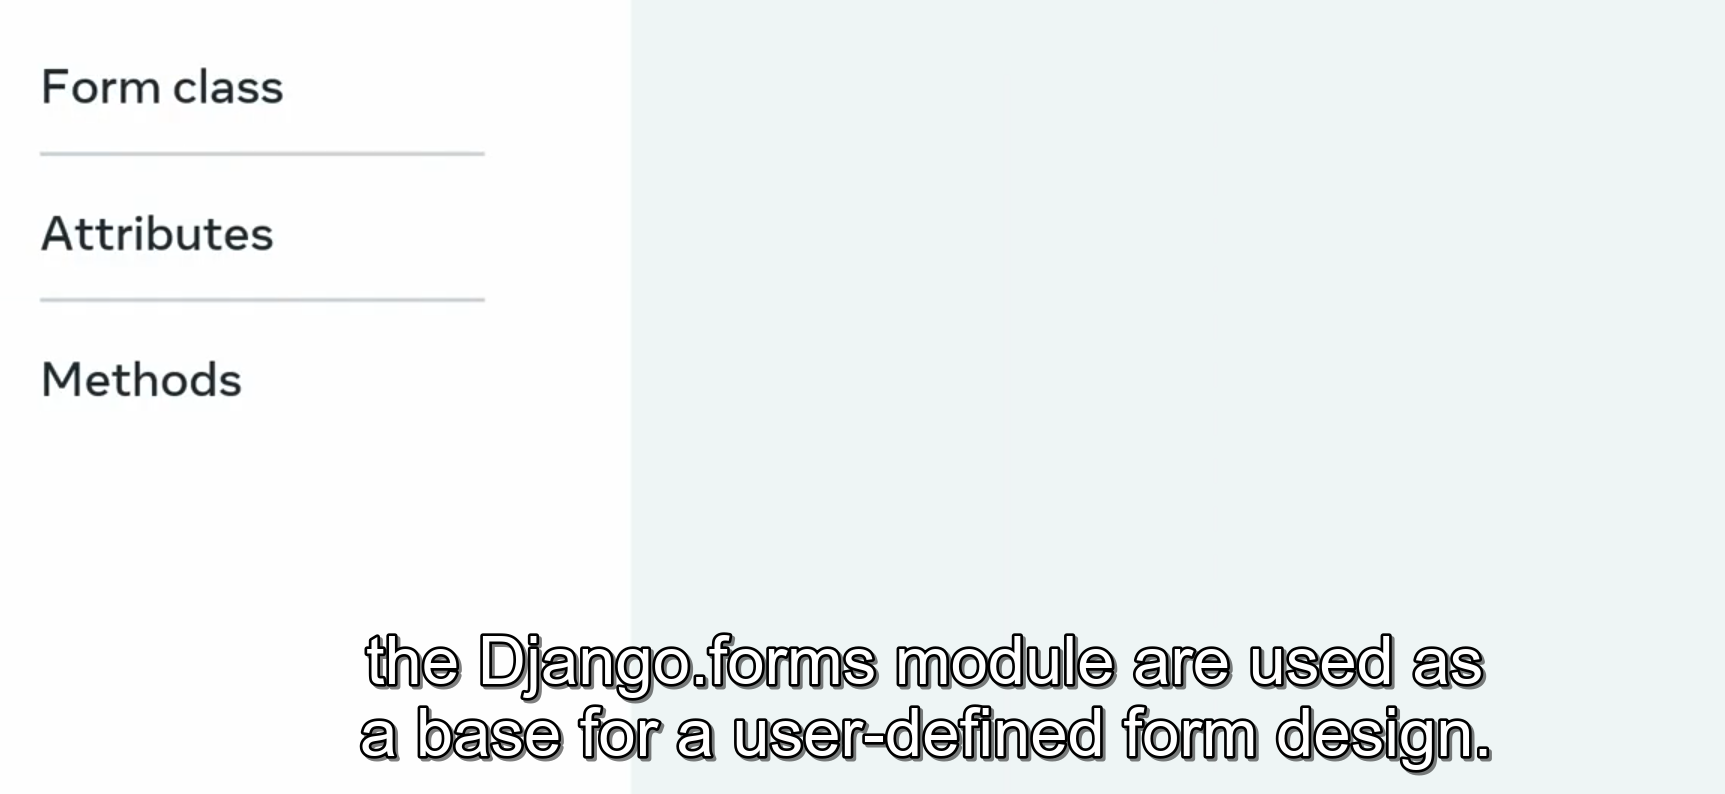 Form class
Attributes
Methods
the Django.forms module are used as
a base for a user-defined form design.